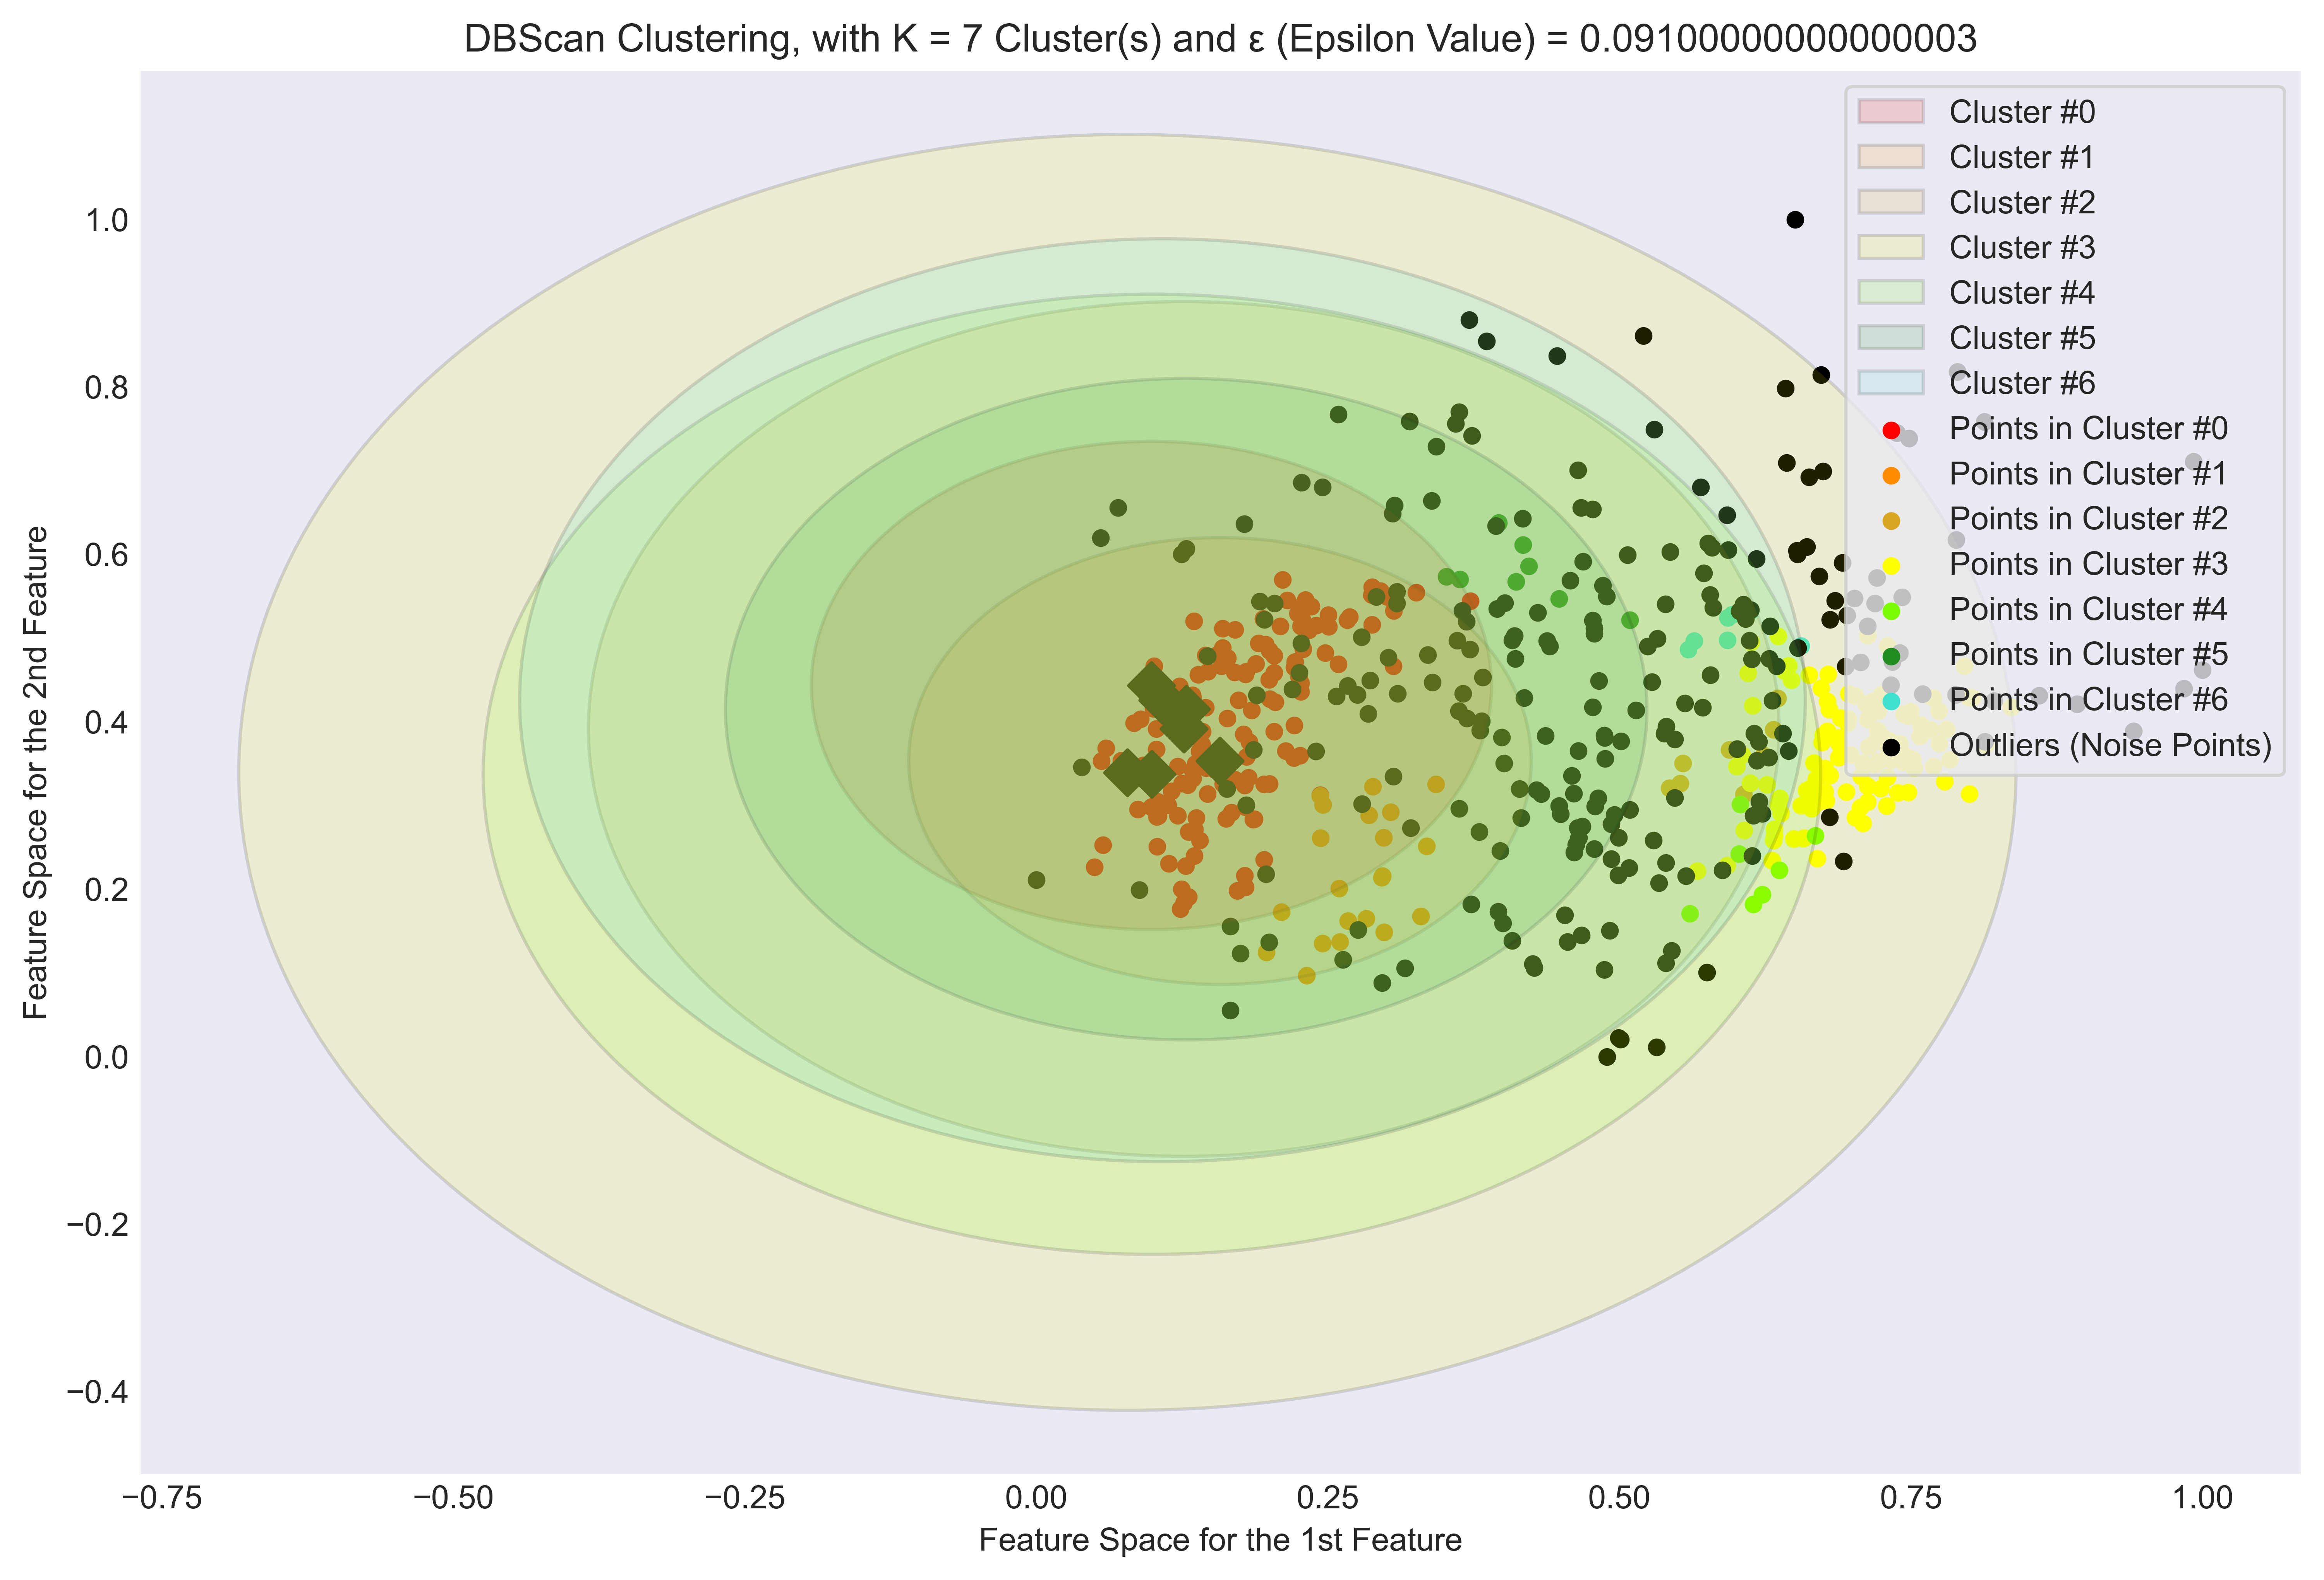 DBScan Clustering, with K = 7 Cluster(s) and ε (Epsilon Value) = 0.09100000000000003
Cluster #0
Cluster #1
Cluster #2
Cluster #3
Cluster #4
Cluster #5
Cluster #6
Points in Cluster #0
Points in Cluster #1
Points in Cluster #2
Points in Cluster #3
Points in Cluster #4
Points in Cluster #5
Points in Cluster #6
Outliers (Noise Points)
Feature Space for the 2nd Feature
1.0
0.8
0.6
0.4
0.2
0.0
−0.2
−0.4
−0.75 −0.50 −0.25 0.00 0.25 0.50 0.75 1.00
Feature Space for the 1st Feature